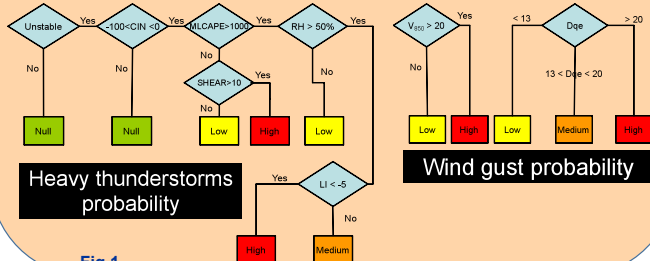 Unstable
Yes
-100<CIN <0
Yes
MLCAPE>1000
Yes
RH > 50%
Yes
No
No
No
SHEAR>10
Yes
No
No
Null
Null
Low
High
Low
V850 > 20
Yes
No
Low
High
< 13
Dqe
> 20
13 < Dqe < 20
Low
Medium
High
Heavy thunderstorms
probability
Wind gust probability
Yes
LI < -5
No
High
Medium
Fig 1